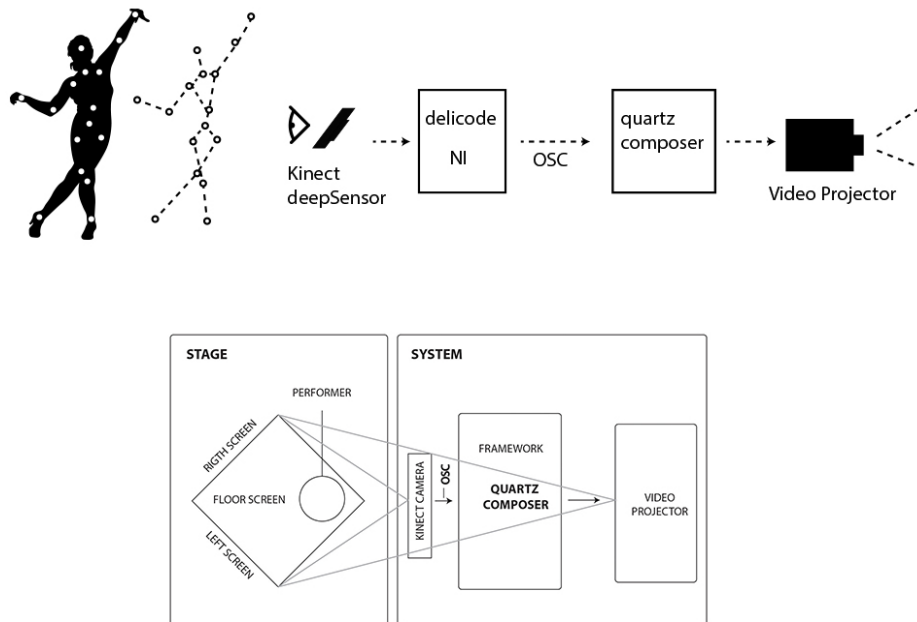 Kinect
deepSensor
delicode
NI
OSC
quartz
composer
Video Projector
STAGE
PERFORMER
RIGTH SCREEN
FLOOR SCREEN
LEFT SCREEN
SYSTEM
KINECT CAMERA
OSC
FRAMEWORK
QUARTZ
COMPOSER
VIDEO
PROJECTOR